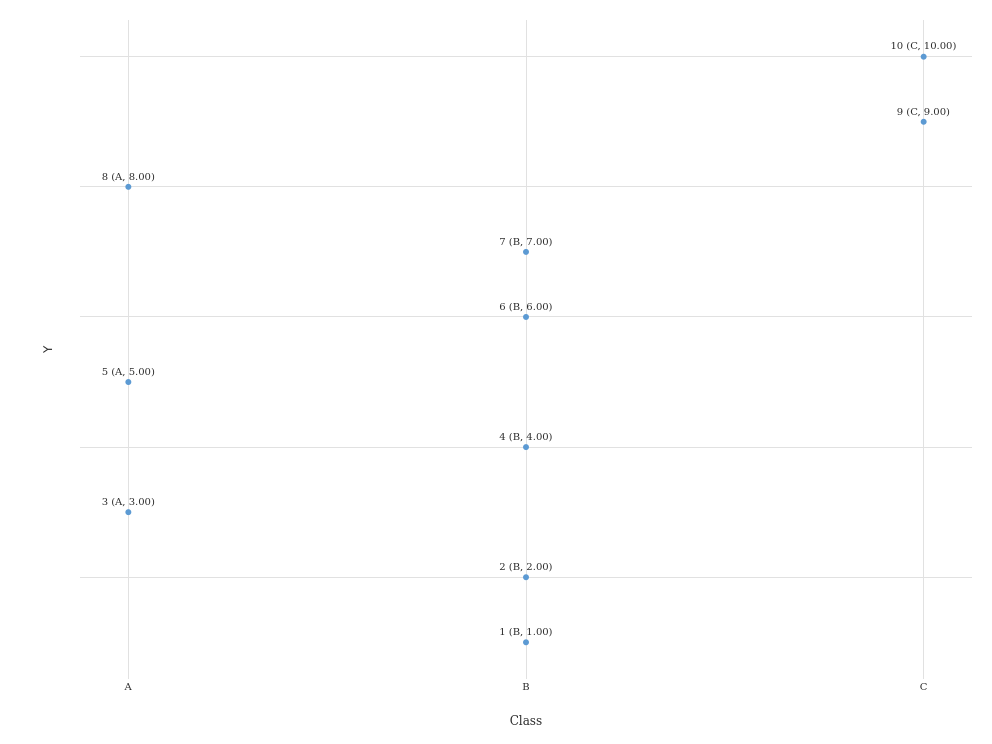 10 (C, 10.00)
9 (C, 9.00)
8 (A, 8.00)
7 (B, 7.00)
6 (B, 6.00)
Y
5 (A, 5.00)
4 (B, 4.00)
3 (A, 3.00)
2 (B, 2.00)
1 (B, 1.00)
A B C
Class